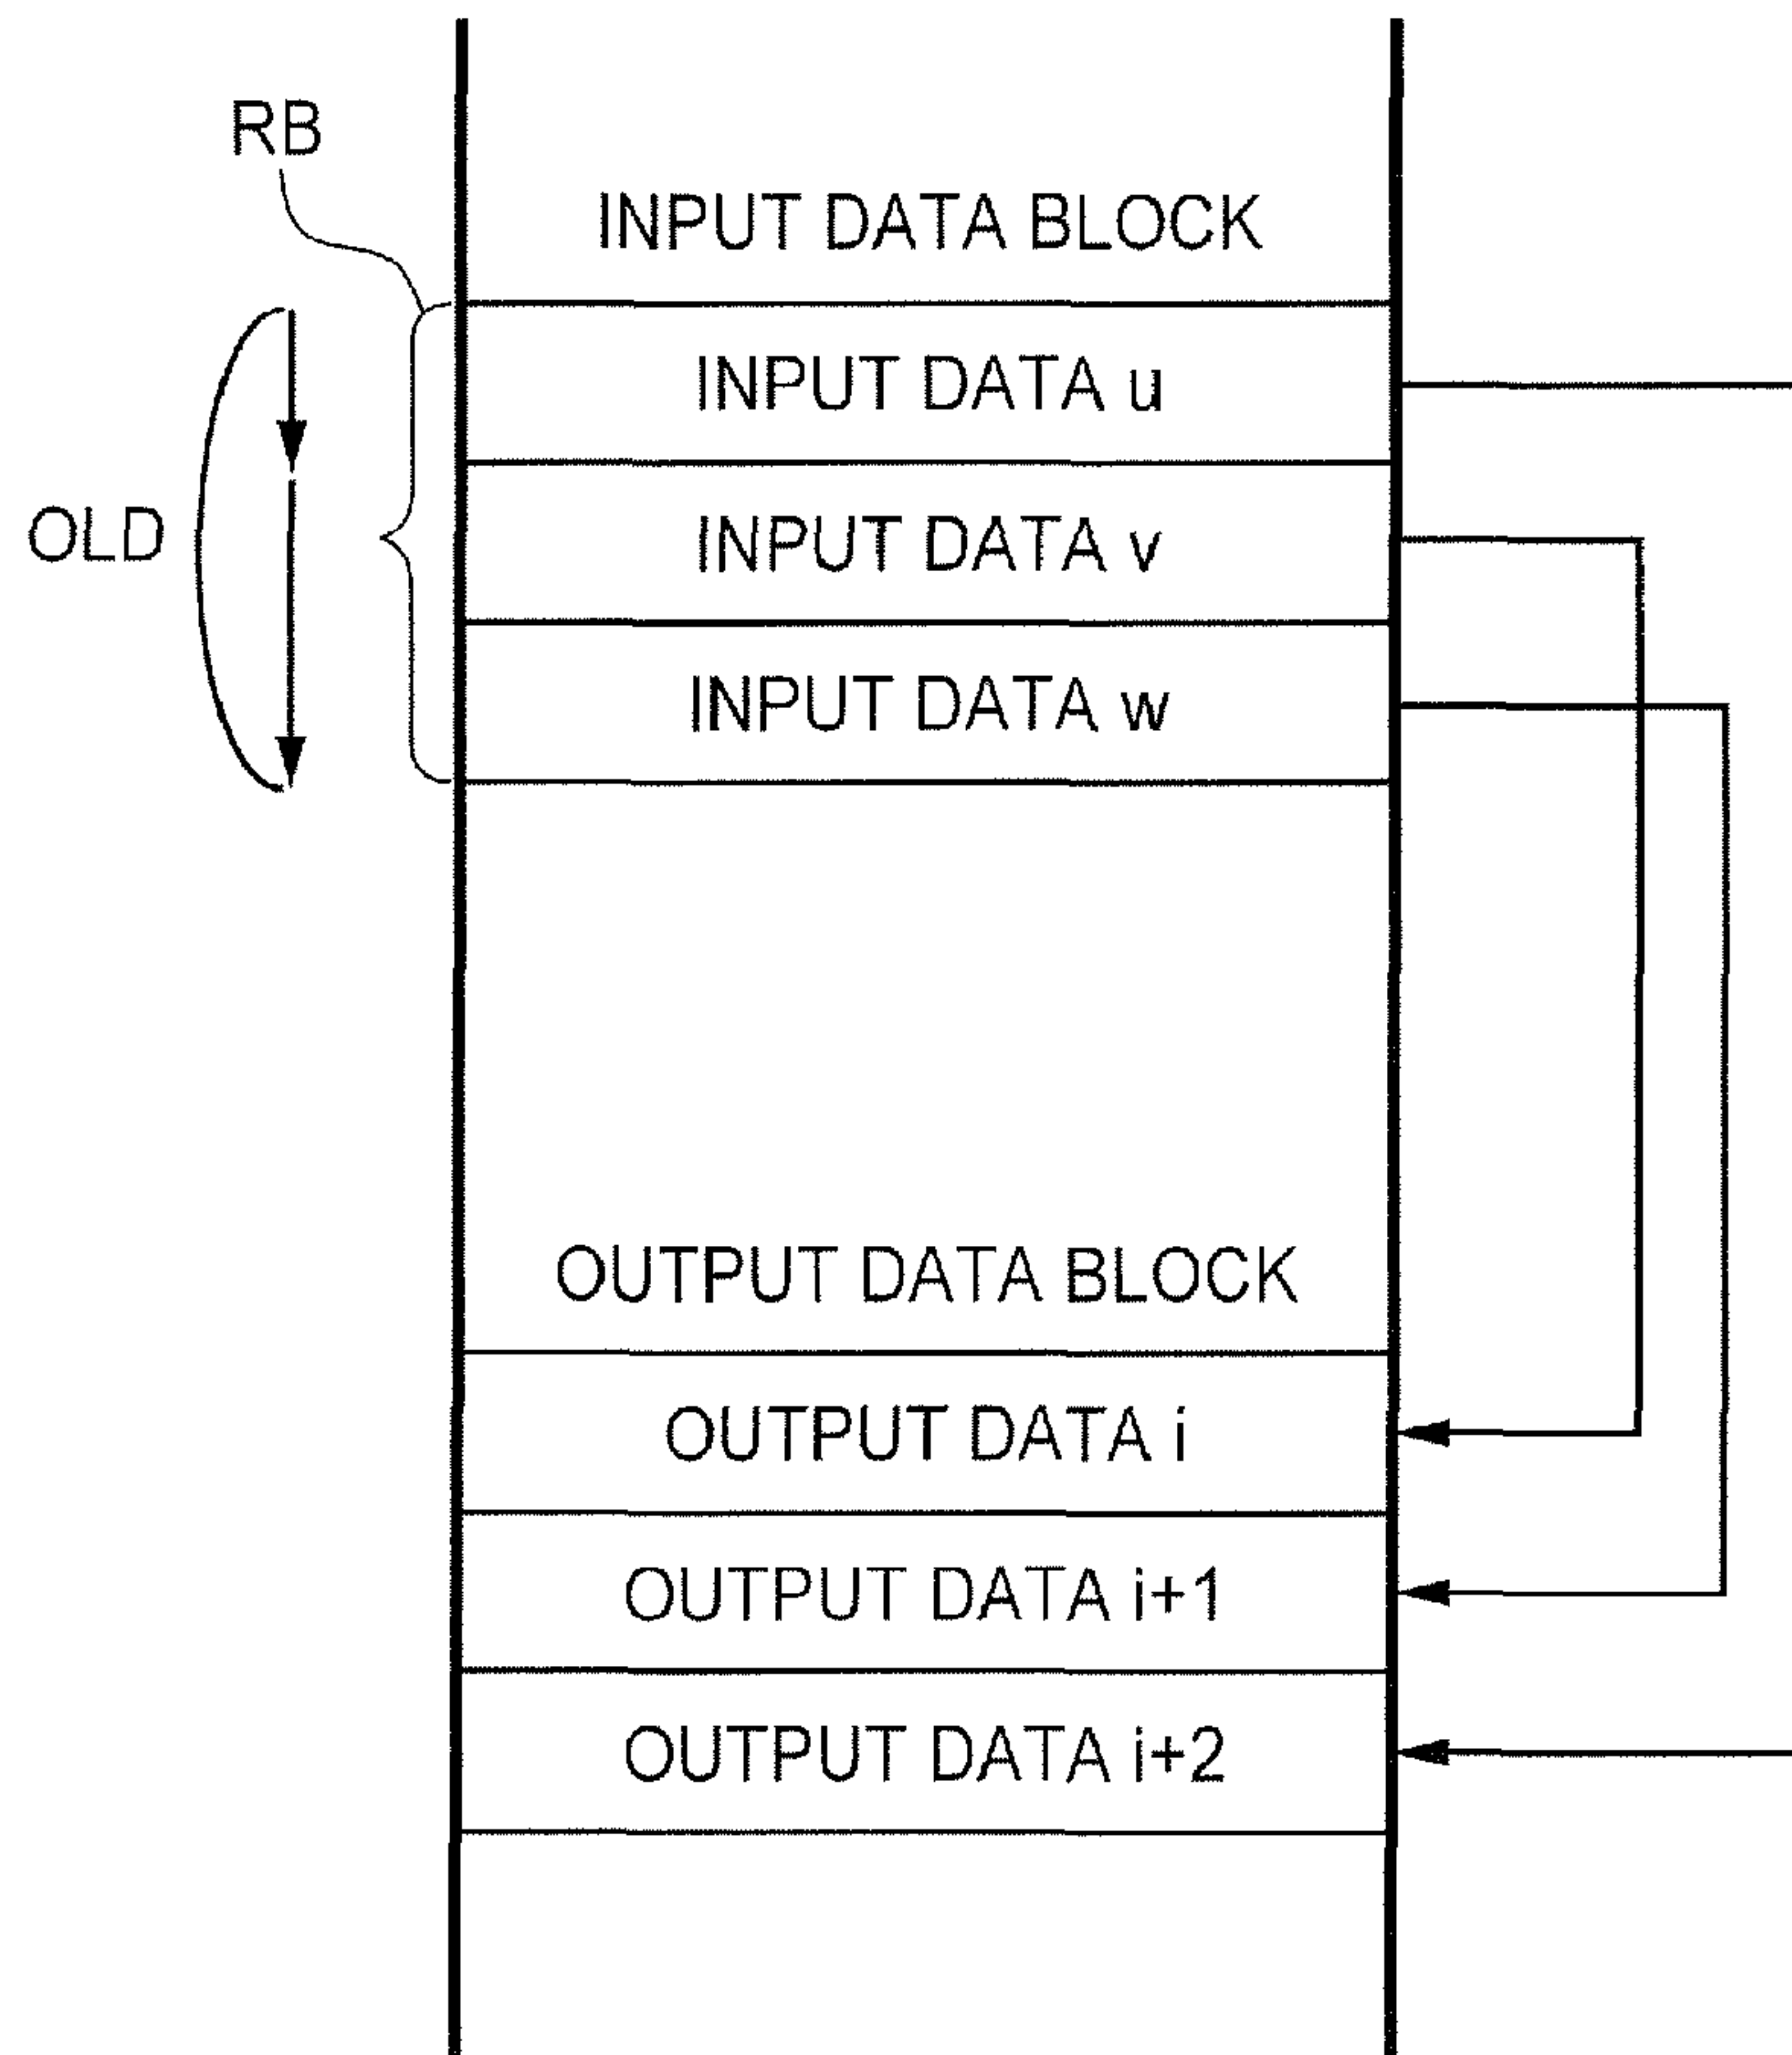 RB
INPUT DATA BLOCK
INPUT DATA u
OLD
INPUT DATA v
INPUT DATA w
OUTPUT DATA BLOCK
OUTPUT DATA i
OUTPUT DATA i+1
OUTPUT DATA i+2